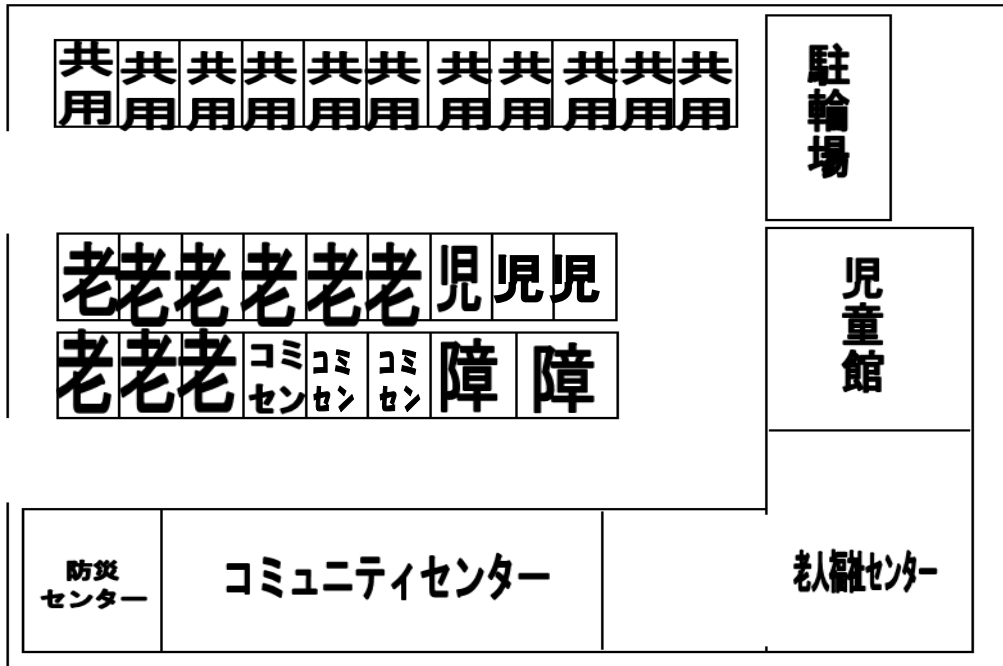 共用 共用 共用 共用 共用 共用 共用 共用 共用 共用 共用
駐輪場
老 老 老 老 老 老 児 児 児
老 老 老 コミセン コミセン コミセン 障 障
児童館
防災
センター
コミュニティセンター
老人福祉センター